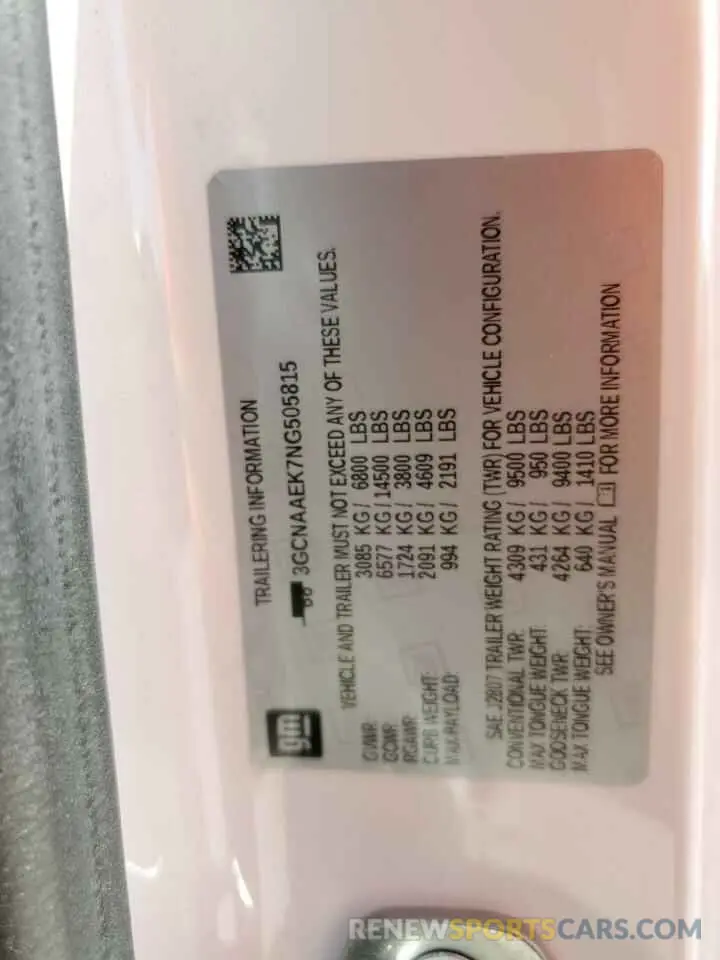 TRAILERING INFORMATION
gm
3GCNAAEK7NG505815
VEHICLE AND TRAILER MUST NOT EXCEED ANY OF THESE VALUES.
GVWR: 3085 KG / 6800 LBS
GCWR: 6577 KG / 14500 LBS
RGAWR: 1724 KG / 3800 LBS
CURB WEIGHT: 2091 KG / 4609 LBS
MAX PAYLOAD: 994 KG / 2191 LBS
SAE J2807 TRAILER WEIGHT RATING (TWR) FOR VEHICLE CONFIGURATION.
CONVENTIONAL TWR: 4309 KG / 9500 LBS
MAX TONGUE WEIGHT: 431 KG / 950 LBS
GOOSENECK TWR: 4264 KG / 9400 LBS
MAX TONGUE WEIGHT: 640 KG / 1410 LBS
SEE OWNER'S MANUAL FOR MORE INFORMATION
RENEWSPORTSCARS.COM